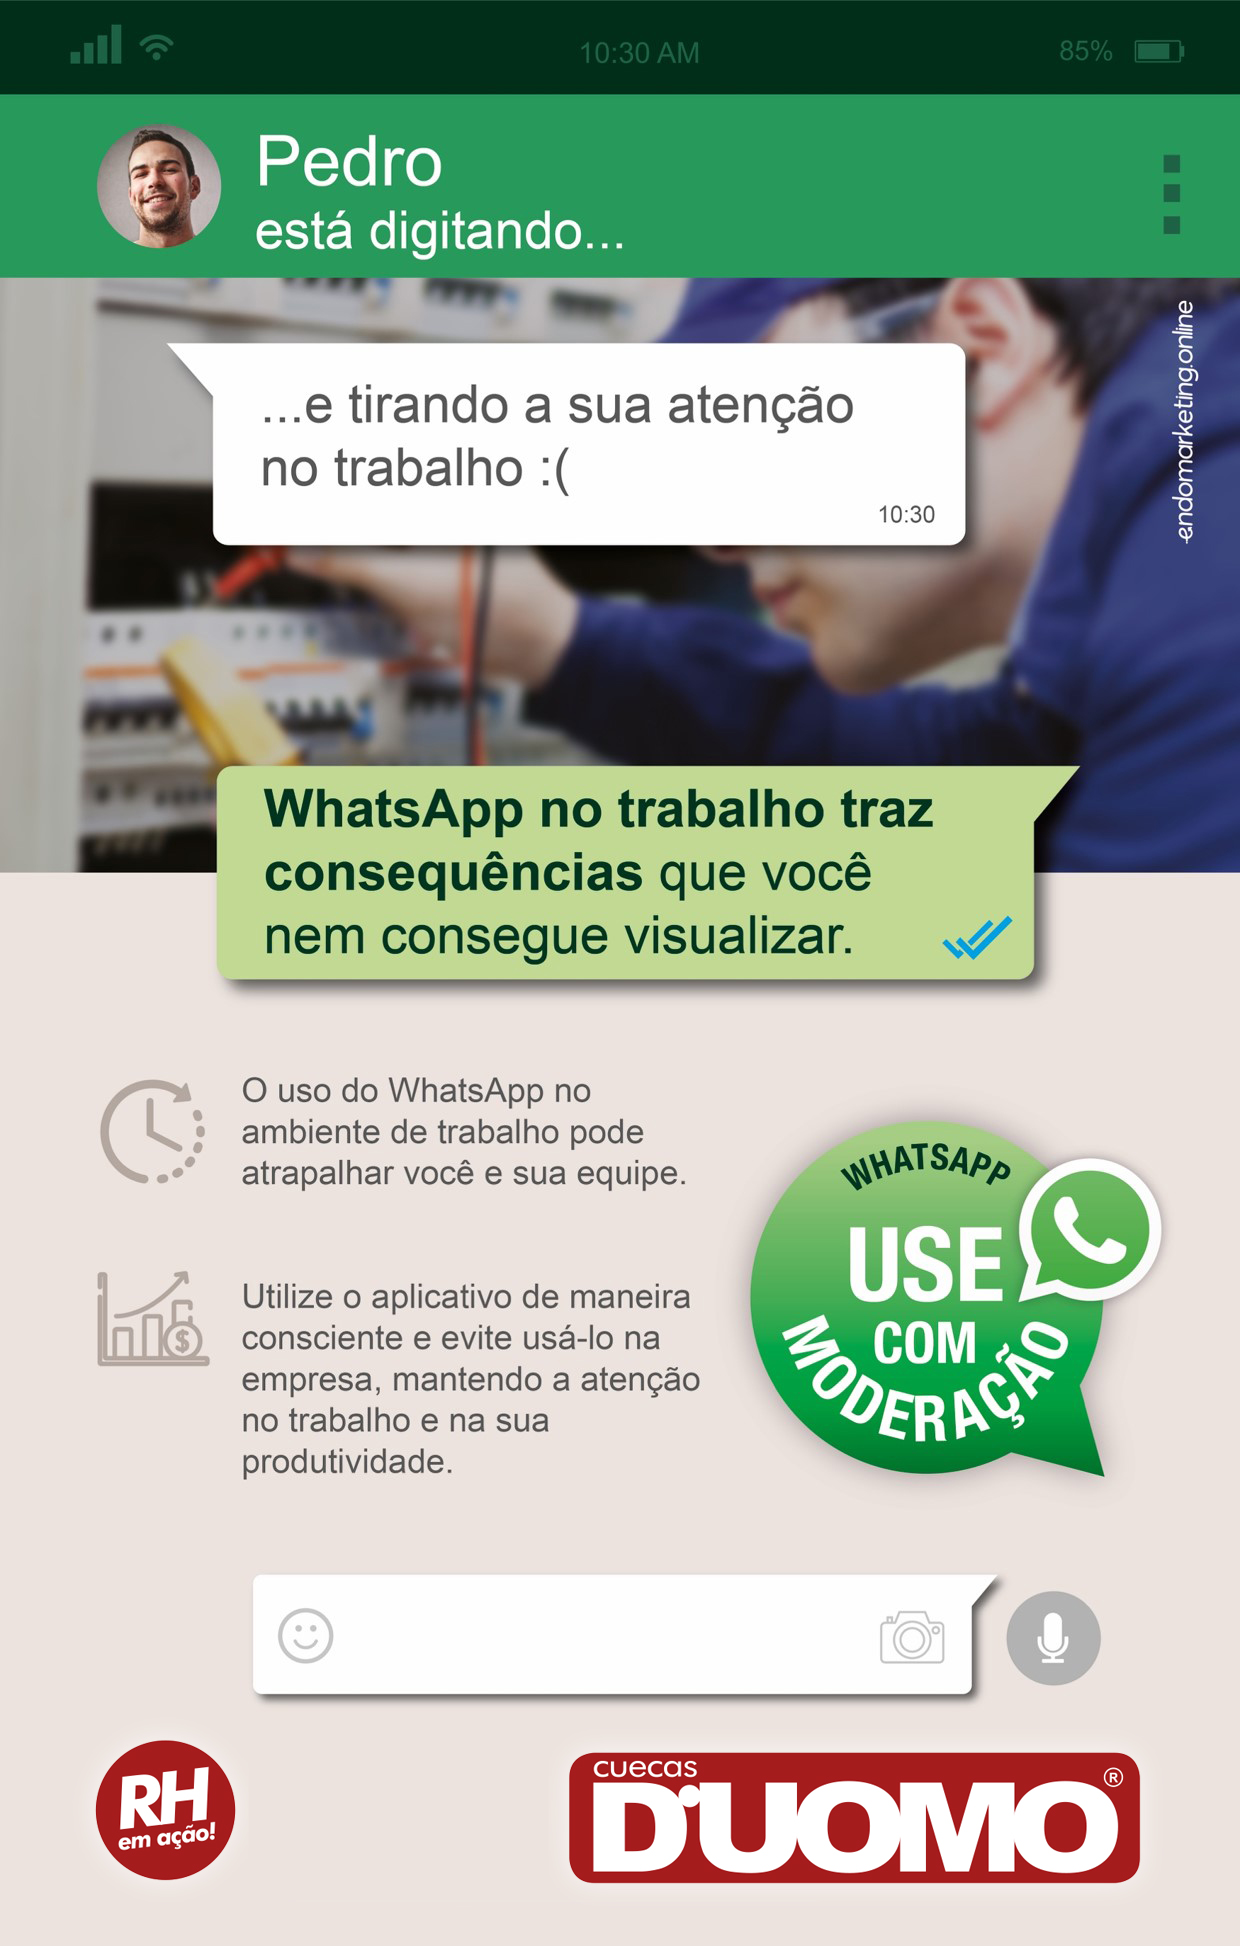 10:30 AM
85%
Pedro
está digitando...
endomarketing.online
...e tirando a sua atenção
no trabalho :(
10:30
WhatsApp no trabalho traz
consequências que você
nem consegue visualizar.
O uso do WhatsApp no
ambiente de trabalho pode
atrapalhar você e sua equipe.
Utilize o aplicativo de maneira
consciente e evite usá-lo na
empresa, mantendo a atenção
no trabalho e na sua
produtividade.
WHATSAPP
USE
COM
MODERAÇÃO
$
RH
em ação!
cuecas
D'UOMO®